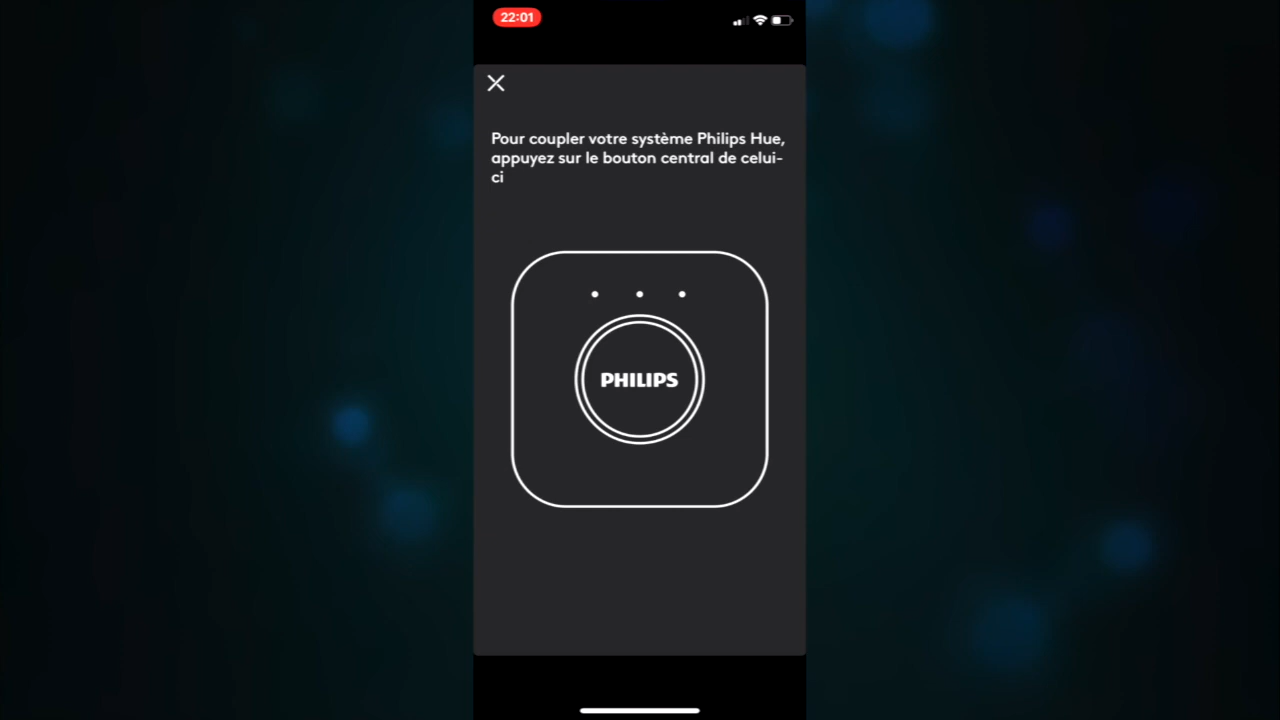 22:01
Pour coupler votre système Philips Hue,
appuyez sur le bouton central de celui-
ci
PHILIPS